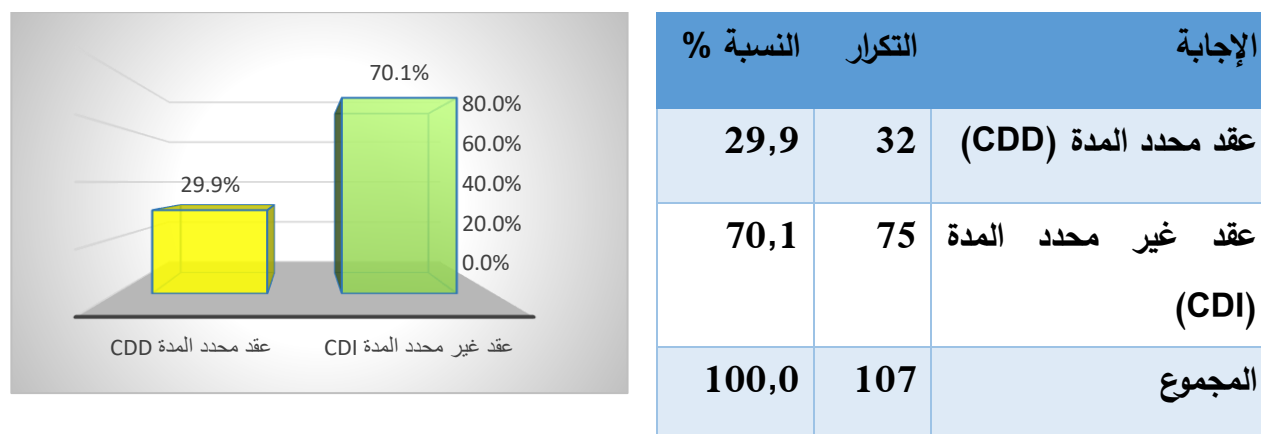 70.1%
80.0%
60.0%
29.9%
40.0%
20.0%
0.0%
عقد غير محدد المدة CDI
عقد محدد المدة CDD
الإجابة التكرار النسبة %
عقد محدد المدة (CDD) 32 29,9
عقد غير محدد المدة 75 70,1
(CDI)
المجموع 107 100,0